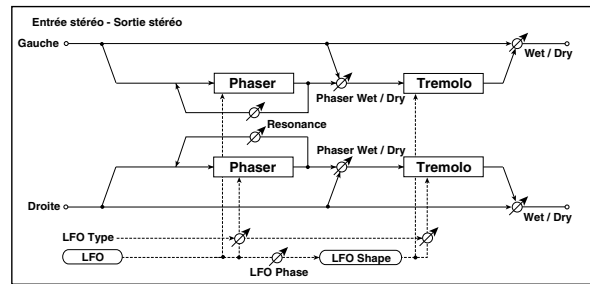 Entrée stéréo - Sortie stéréo
Gauche
Wet / Dry
Phaser
Tremolo
Phaser Wet / Dry
Resonance
Phaser Wet / Dry
Phaser
Tremolo
Droite
Wet / Dry
LFO Type
LFO
LFO Shape
LFO Phase